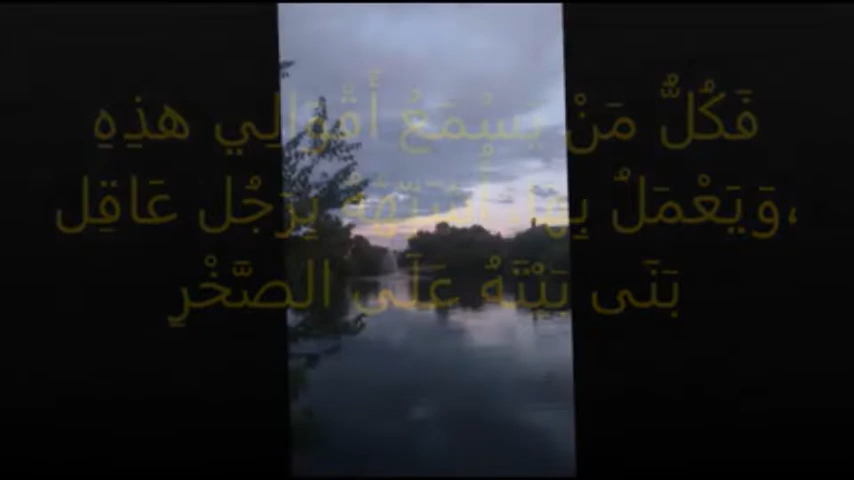 فَكُلُّ مَنْ يَسْمَعُ أَقْوَالِي هذِهِ
وَيَعْمَلُ بِهَا، أُشَبِّهُهُ بِرَجُل عَاقِل،
بَنَى بَيْتَهُ عَلَى الصَّخْرِ